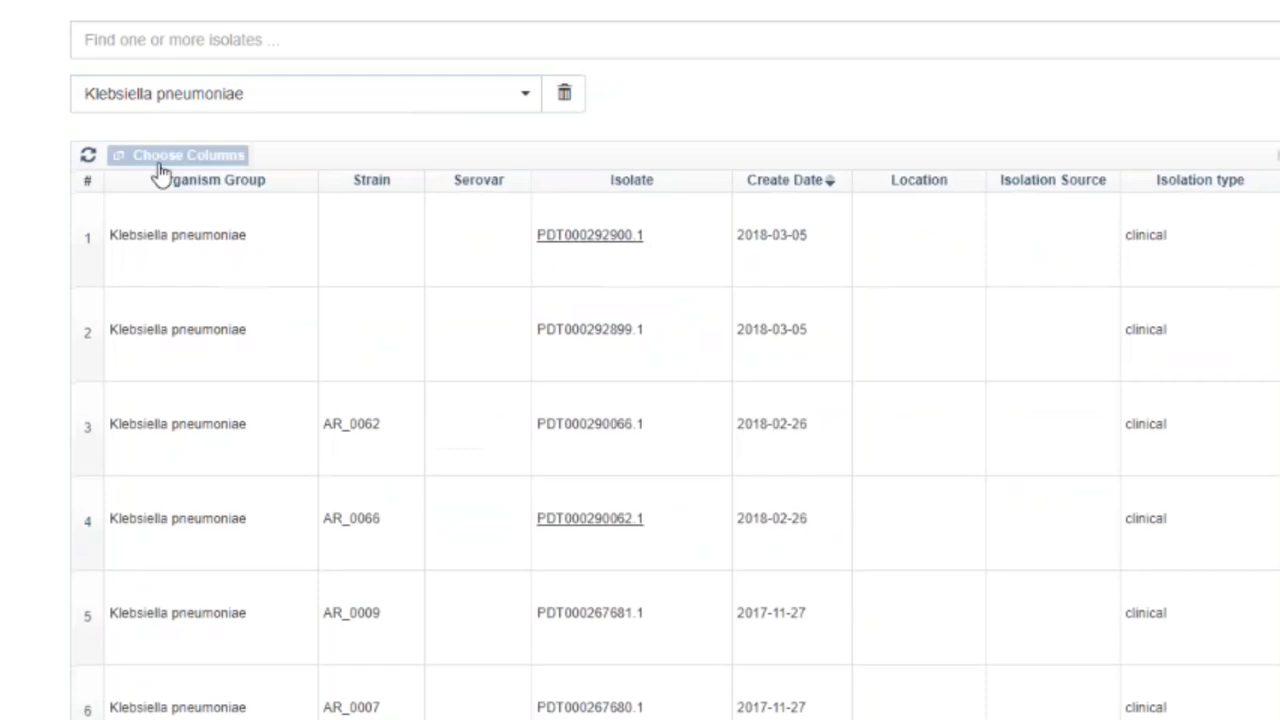 Find one or more isolates ...
Klebsiella pneumoniae
Choose Columns
# rganism Group Strain Serovar Isolate Create Date Location Isolation Source Isolation type
1 Klebsiella pneumoniae PDT000292900.1 2018-03-05 clinical
2 Klebsiella pneumoniae PDT000292899.1 2018-03-05 clinical
3 Klebsiella pneumoniae AR_0062 PDT000290066.1 2018-02-26 clinical
4 Klebsiella pneumoniae AR_0066 PDT000290062.1 2018-02-26 clinical
5 Klebsiella pneumoniae AR_0009 PDT000267681.1 2017-11-27 clinical
6 Klebsiella pneumoniae AR_0007 PDT000267680.1 2017-11-27 clinical